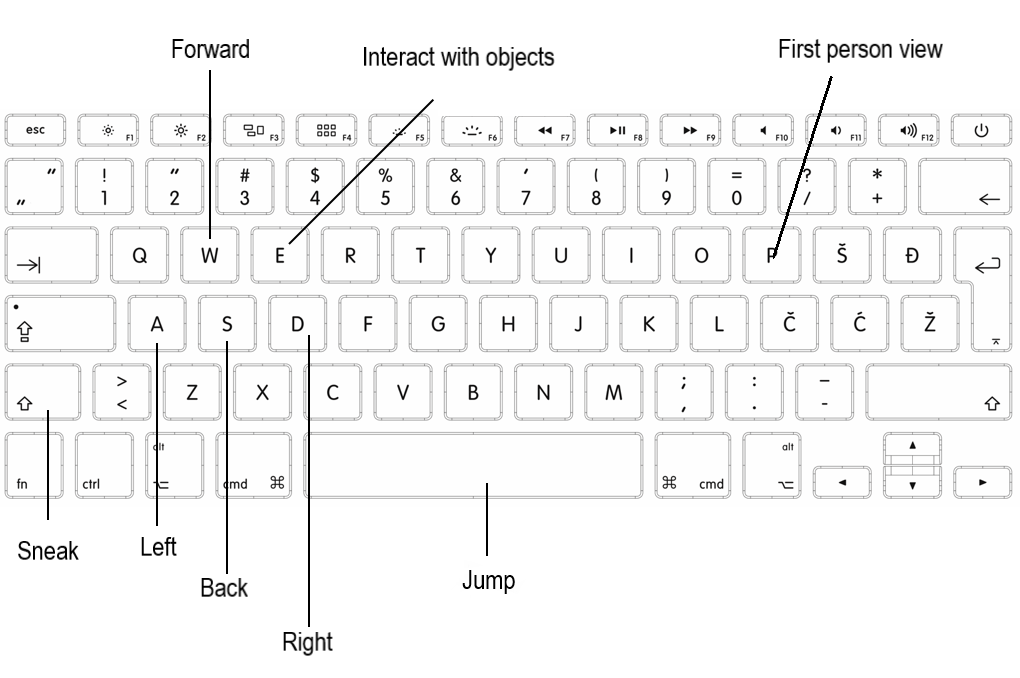 Forward Interact with objects First person view
esc F1 F2 F3 F4 F5 F6 F7 F8 F9 F10 F11 F12
" ! " # $ % & ' ( ) = ? *
" 1 2 3 4 5 6 7 8 9 0 / +
Q W E R T Y U I O P Š Đ
A S D F G H J K L Č Ć Ž
> ; : –
< Z X C V B N M , . -
alt alt
fn ctrl cmd ⌘ ⌘ cmd
Sneak Left
Back Jump
Right